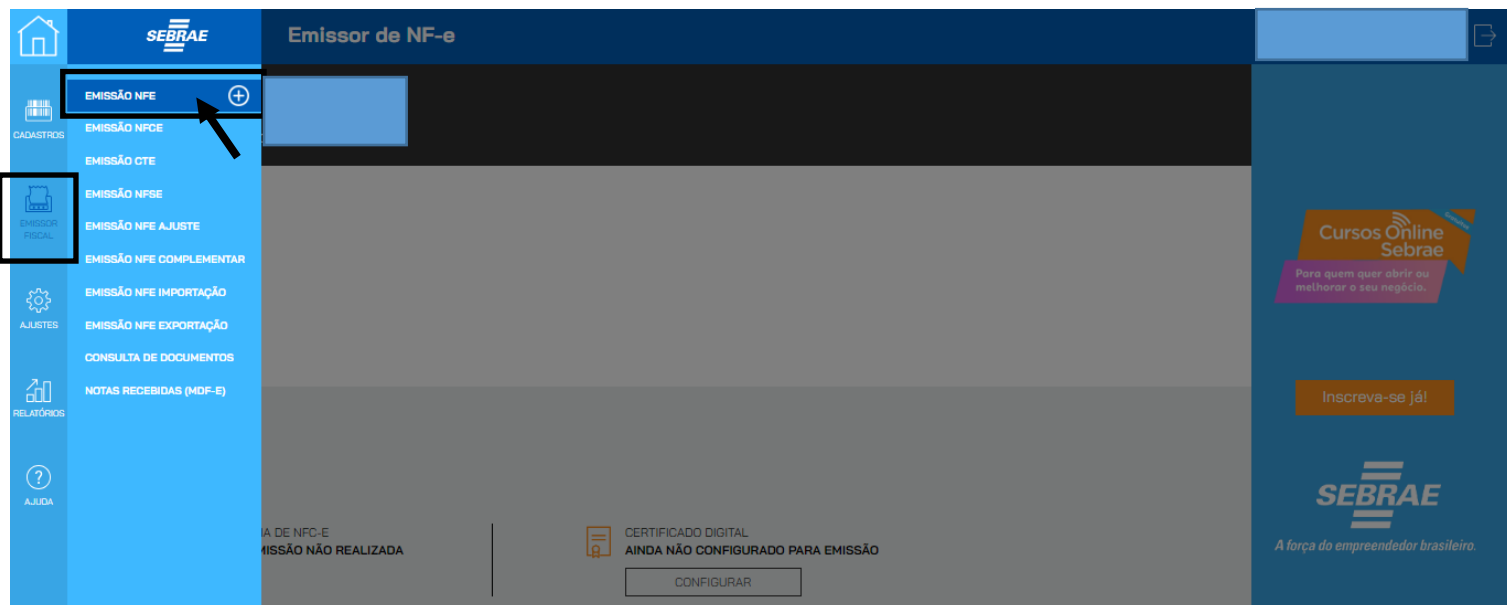 SEBRAE
Emissor de NF-e
CADASTROS
EMISSOR
FISCAL
AJUSTES
RELATÓRIOS
AJUDA
EMISSÃO NFE
EMISSÃO NFCE
EMISSÃO CTE
EMISSÃO NFSE
EMISSÃO NFE AJUSTE
EMISSÃO NFE COMPLEMENTAR
EMISSÃO NFE IMPORTAÇÃO
EMISSÃO NFE EXPORTAÇÃO
CONSULTA DE DOCUMENTOS
NOTAS RECEBIDAS (MDF-E)
IA DE NFC-E
MISSÃO NÃO REALIZADA
CERTIFICADO DIGITAL
AINDA NÃO CONFIGURADO PARA EMISSÃO
CONFIGURAR
Cursos Online
Sebrae
Para quem quer abrir ou
melhorar o seu negócio.
Inscreva-se já!
SEBRAE
A força do empreendedor brasileiro.